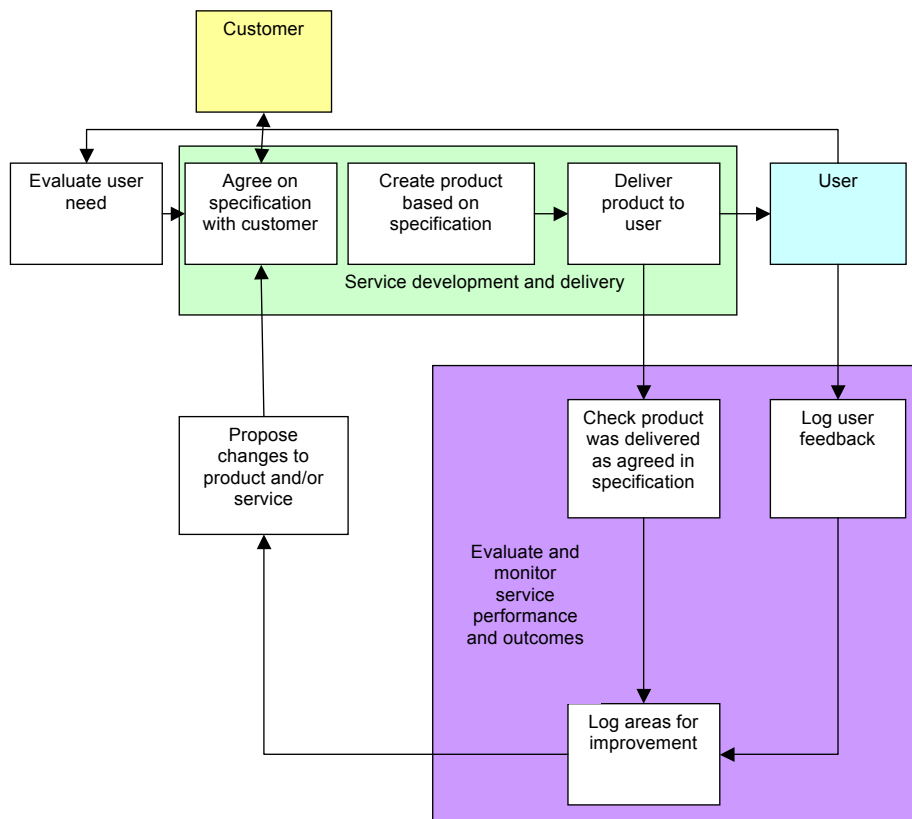 Customer
Evaluate user
need
Agree on
specification
with customer
Create product
based on
specification
Deliver
product to
user
User
Service development and delivery
Propose
changes to
product and/or
service
Check product
was delivered
as agreed in
specification
Log user
feedback
Evaluate and
monitor
service
performance
and outcomes
Log areas for
improvement